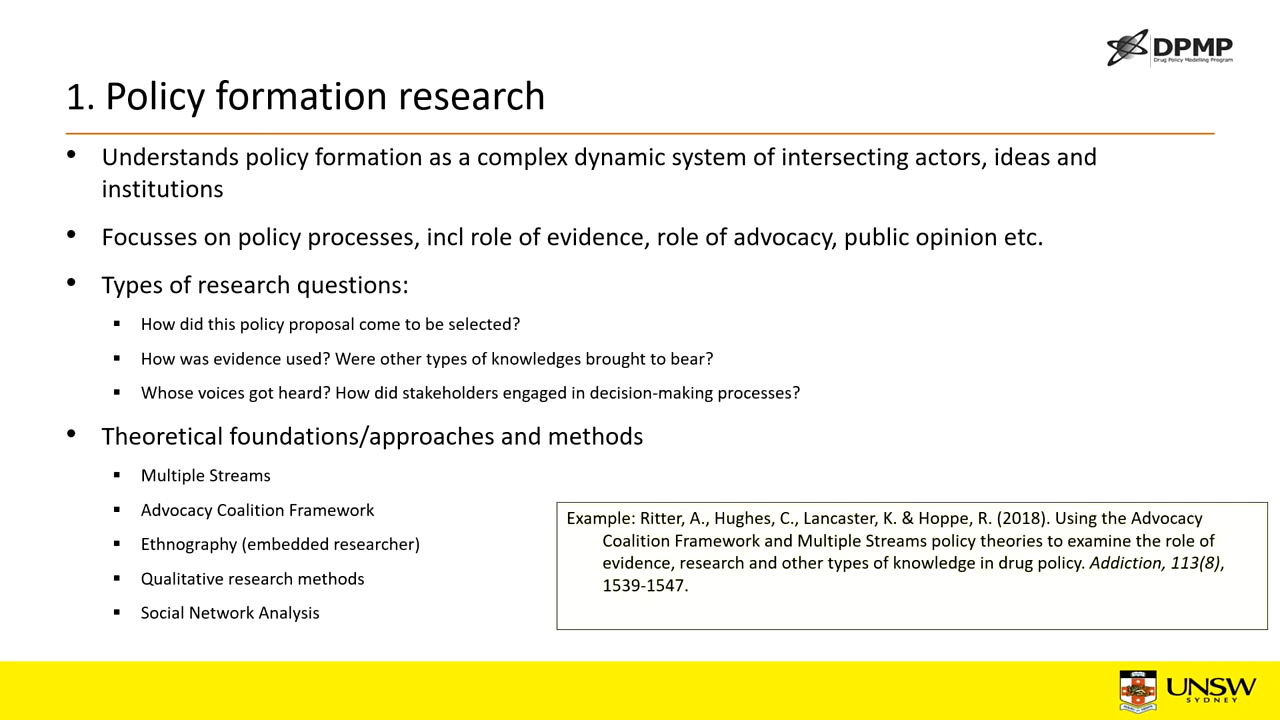 DPMP
Drug Policy Modelling Program
1. Policy formation research
• Understands policy formation as a complex dynamic system of intersecting actors, ideas and
institutions
• Focusses on policy processes, incl role of evidence, role of advocacy, public opinion etc.
• Types of research questions:
▪ How did this policy proposal come to be selected?
▪ How was evidence used? Were other types of knowledges brought to bear?
▪ Whose voices got heard? How did stakeholders engaged in decision-making processes?
• Theoretical foundations/approaches and methods
▪ Multiple Streams
▪ Advocacy Coalition Framework
▪ Ethnography (embedded researcher)
▪ Qualitative research methods
▪ Social Network Analysis
Example: Ritter, A., Hughes, C., Lancaster, K. & Hoppe, R. (2018). Using the Advocacy
Coalition Framework and Multiple Streams policy theories to examine the role of
evidence, research and other types of knowledge in drug policy. Addiction, 113(8),
1539-1547.
UNSW
SYDNEY